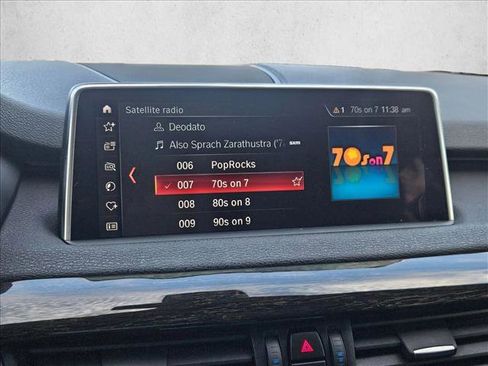 Satellite radio
1 70s on 7 11:38 am
Deodato
Also Sprach Zarathustra ('7
006 PopRocks
007 70s on 7
008 80s on 8
009 90s on 9
70s on 7